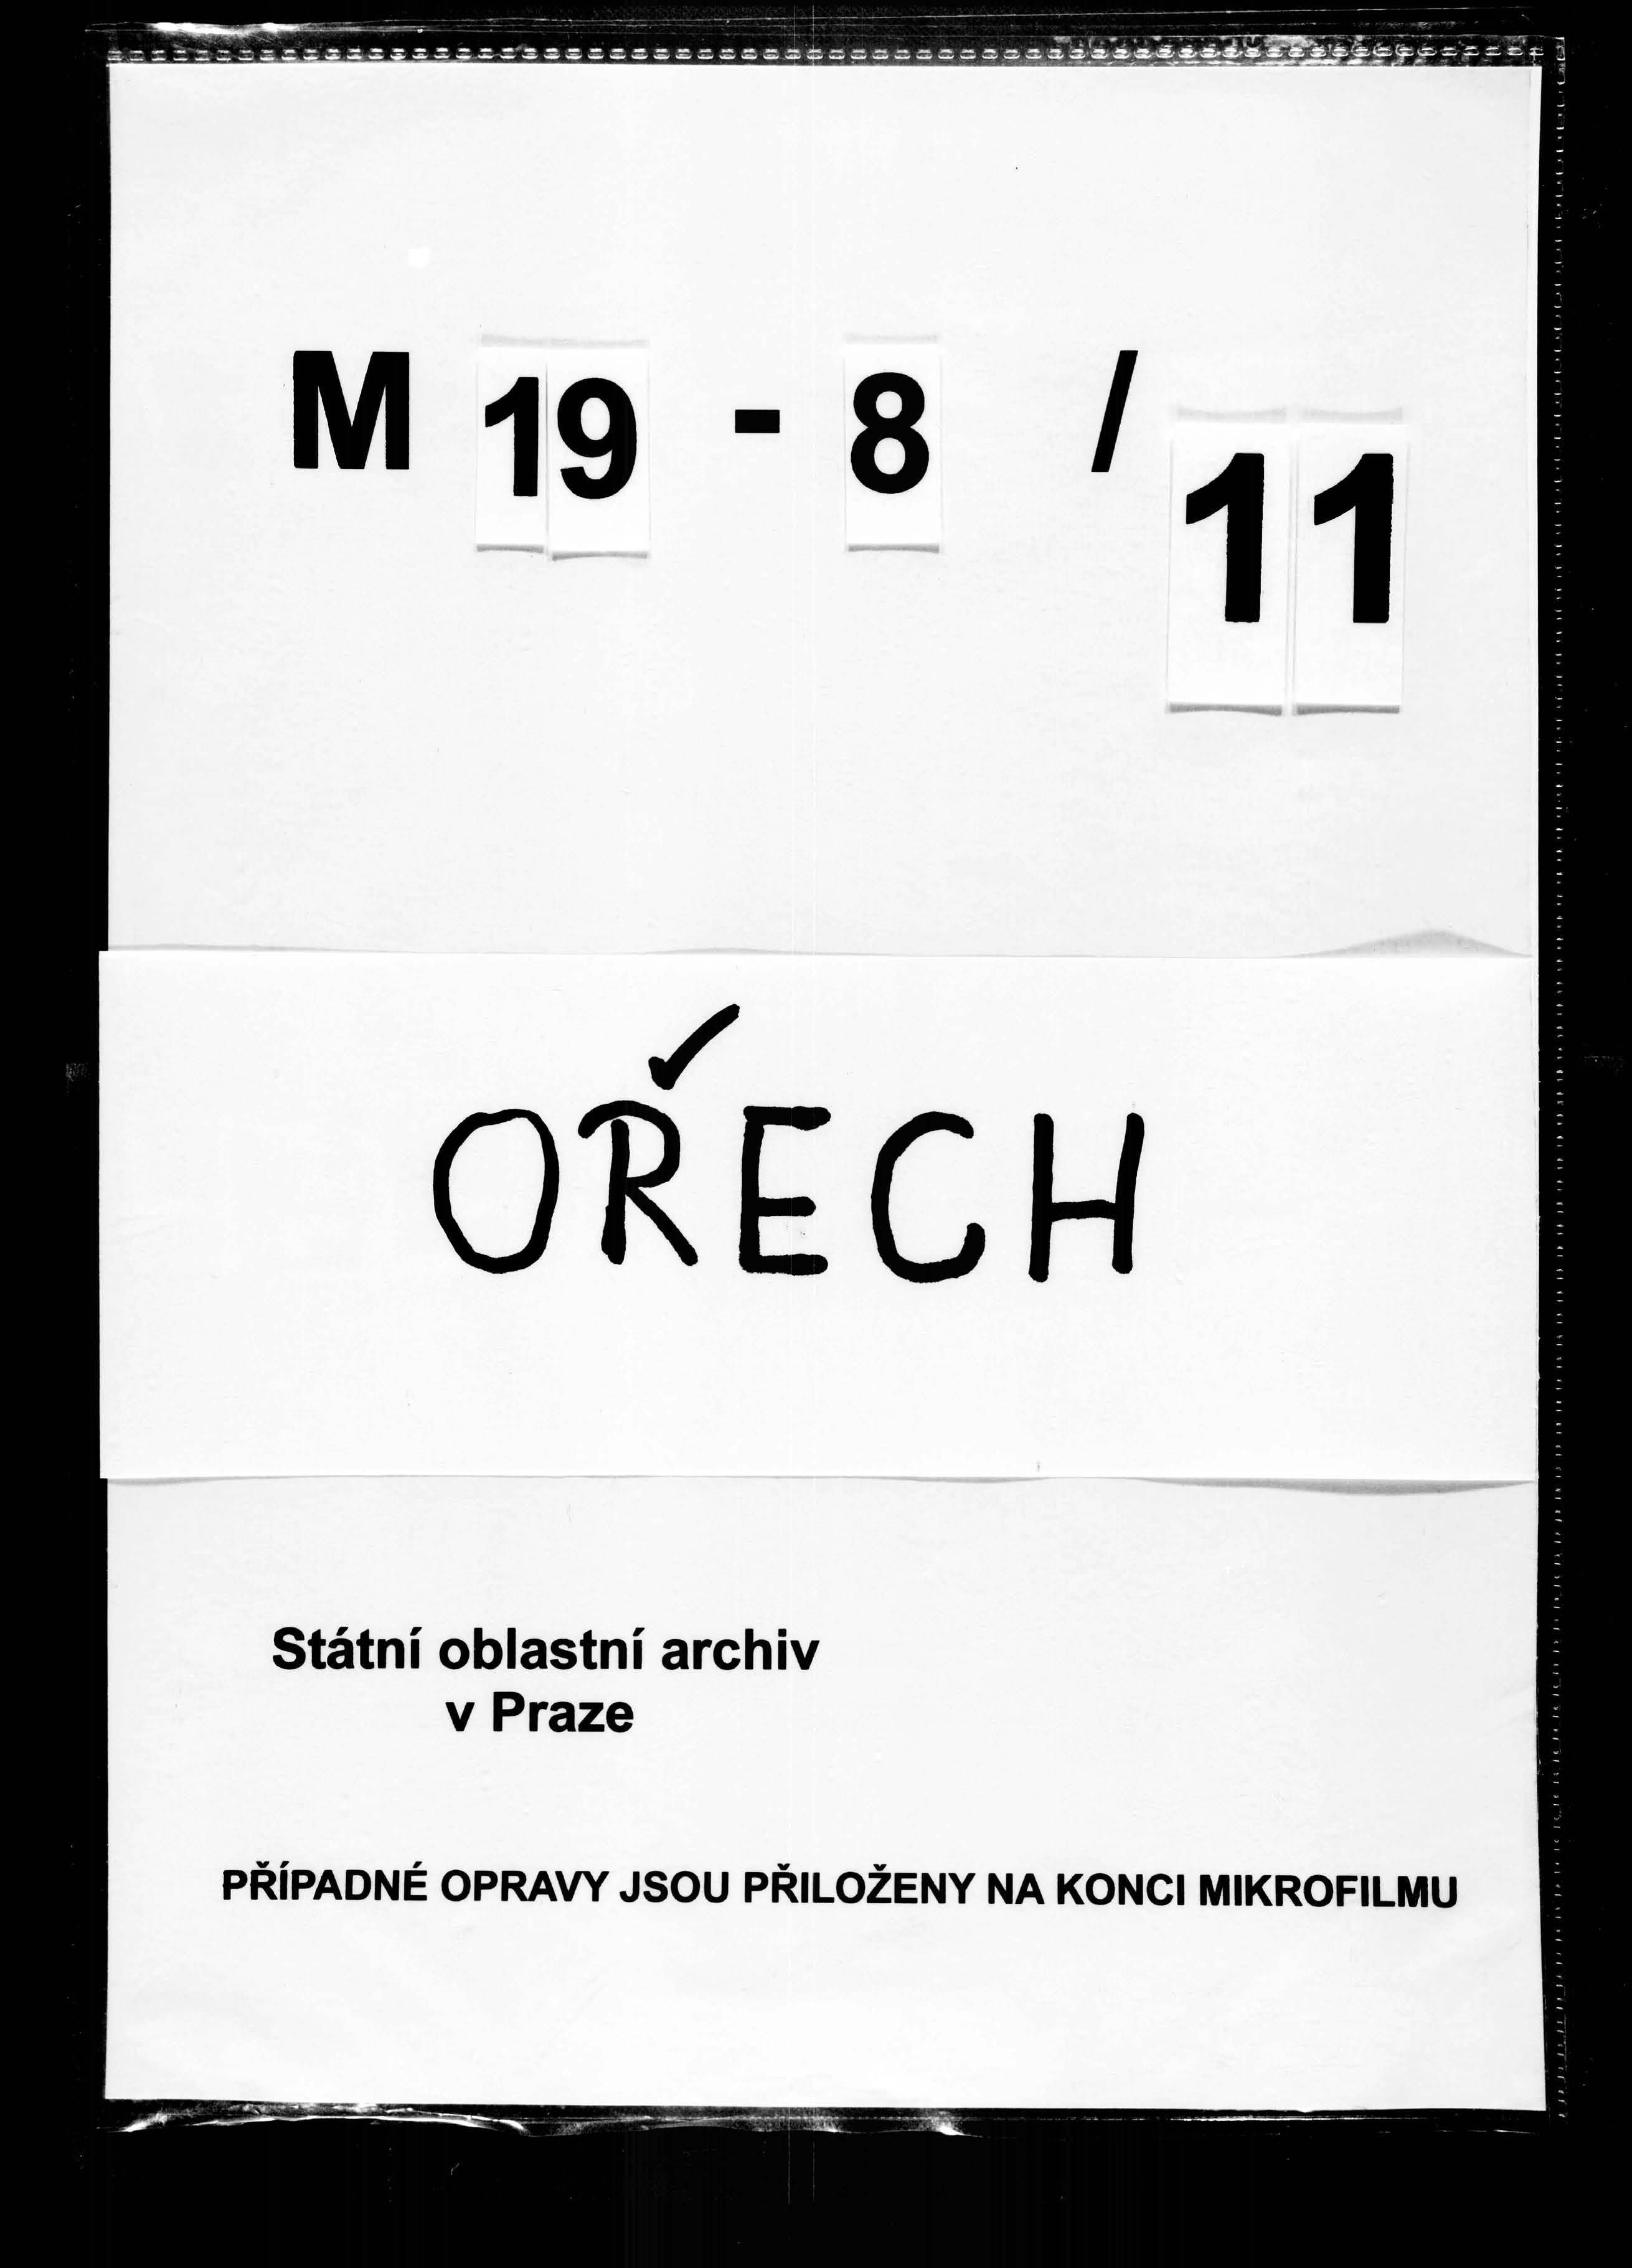 M 19 - 8 / 11
OŘECH
Státní oblastní archiv
v Praze
PŘÍPADNÉ OPRAVY JSOU PŘILOŽENY NA KONCI MIKROFILMU